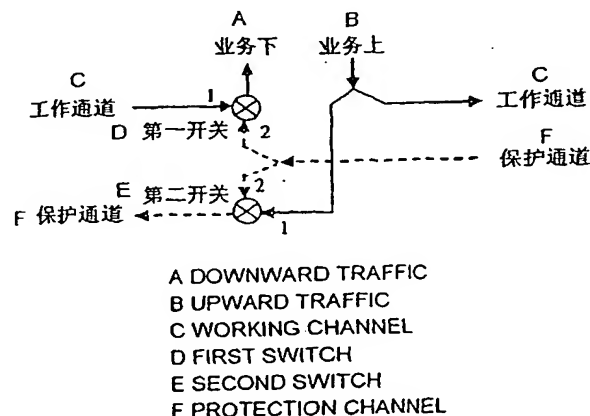 A B
业务下 业务上
C C
工作通道 1 工作通道
D 第一开关 2 F
保护通道
E 第二开关 2
F 保护通道 1
A DOWNWARD TRAFFIC
B UPWARD TRAFFIC
C WORKING CHANNEL
D FIRST SWITCH
E SECOND SWITCH
F PROTECTION CHANNEL